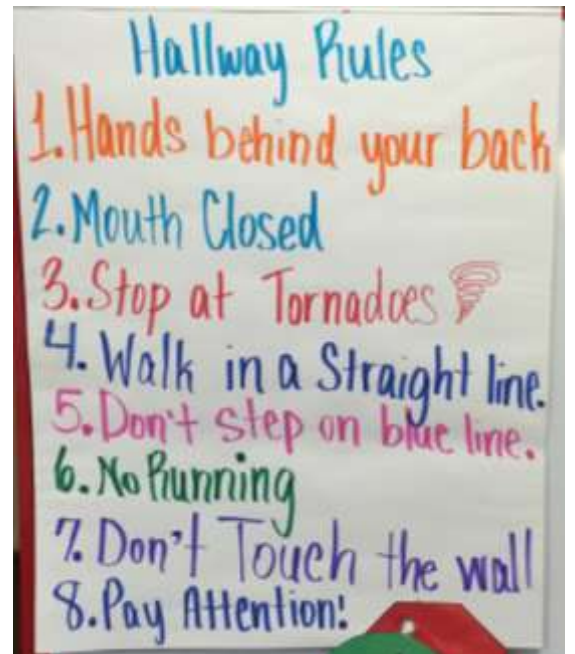 Hallway Rules
1. Hands behind your back
2. Mouth Closed
3. Stop at Tornadoes
4. Walk in a Straight line.
5. Don't step on blue line.
6. No Running
7. Don't Touch the wall
8. Pay Attention!